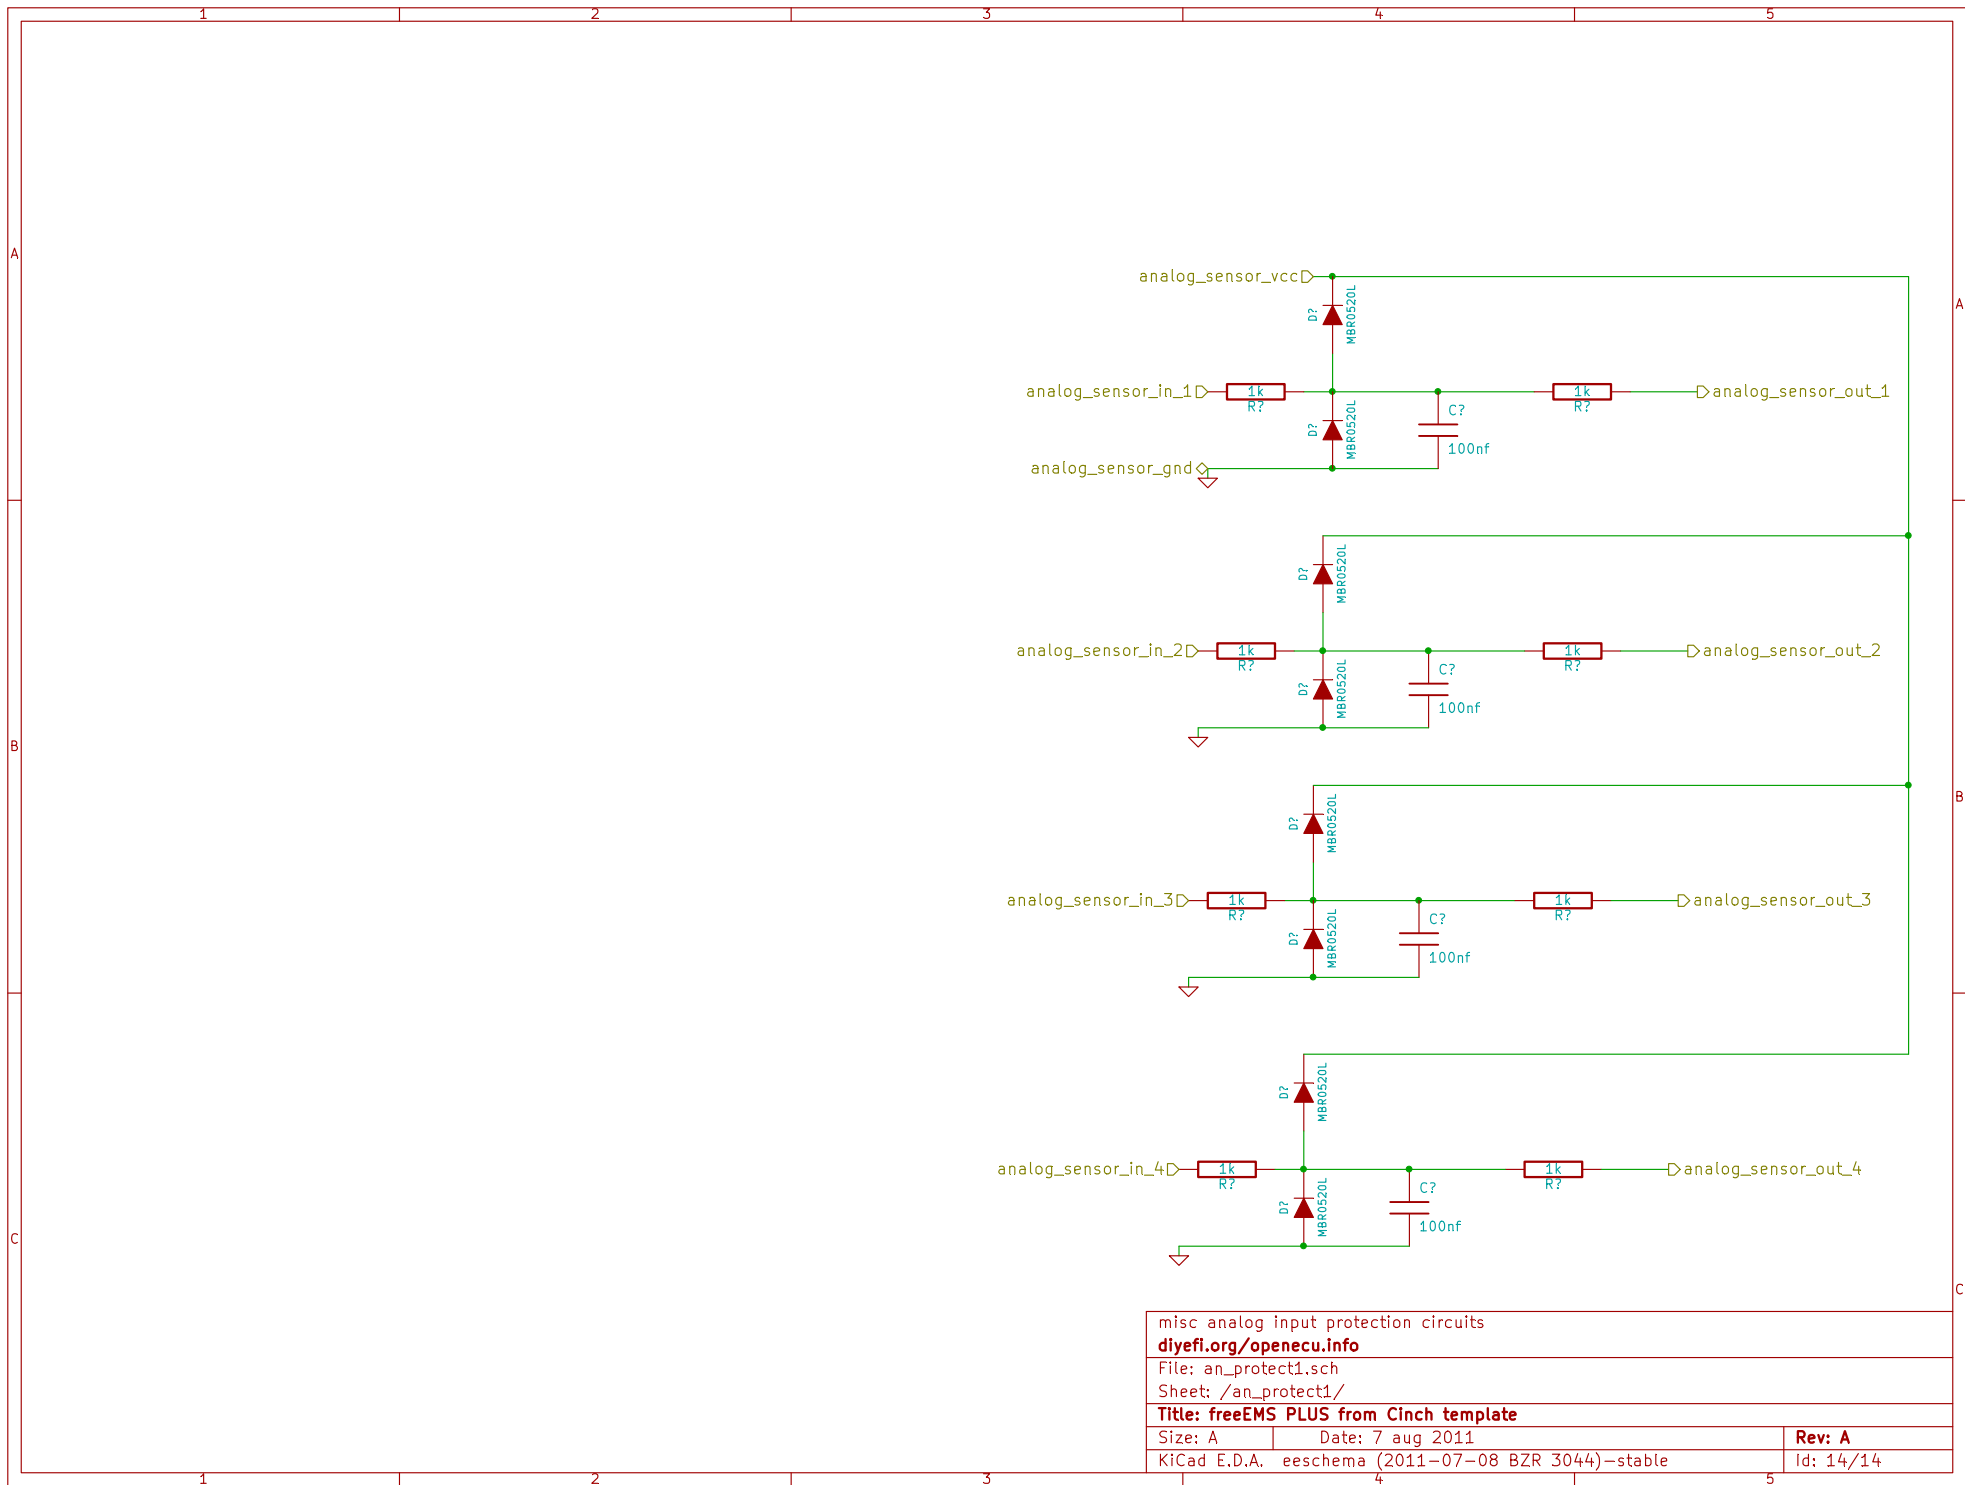 1 2 3 4 5
A
A
analog_sensor_vcc
D? MBR0520L
analog_sensor_in_1 1k R? 1k R? analog_sensor_out_1
D? MBR0520L C? 100nf
analog_sensor_gnd
D? MBR0520L
analog_sensor_in_2 1k R? 1k R? analog_sensor_out_2
D? MBR0520L C? 100nf
B
B
D? MBR0520L
analog_sensor_in_3 1k R? 1k R? analog_sensor_out_3
D? MBR0520L C? 100nf
D? MBR0520L
analog_sensor_in_4 1k R? 1k R? analog_sensor_out_4
D? MBR0520L C? 100nf
C
C
misc analog input protection circuits
diyefi.org/openecu.info
File: an_protect1.sch
Sheet: /an_protect1/
Title: freeEMS PLUS from Cinch template
Size: A Date: 7 aug 2011 Rev: A
KiCad E.D.A. eeschema (2011-07-08 BZR 3044)-stable Id: 14/14
1 2 3 4 5